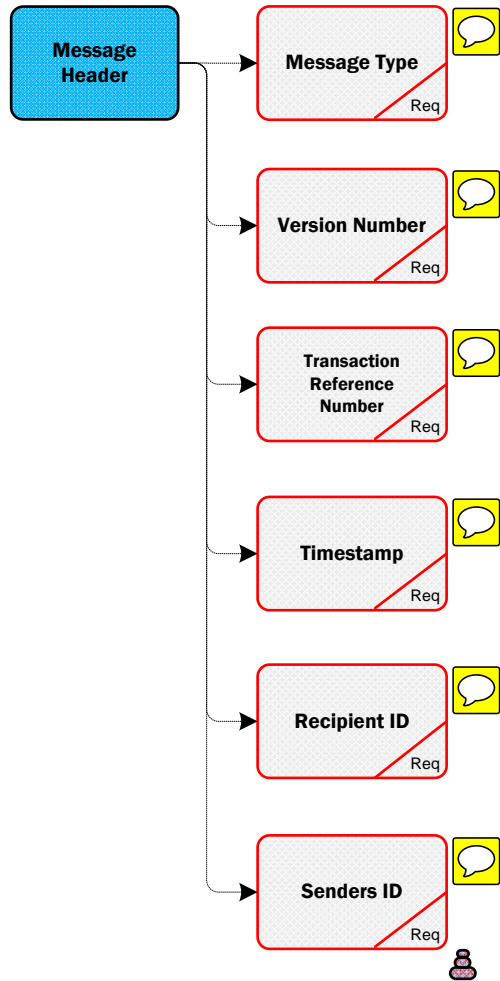 Message
Header
Message Type
Req
Version Number
Req
Transaction
Reference
Number
Req
Timestamp
Req
Recipient ID
Req
Senders ID
Req